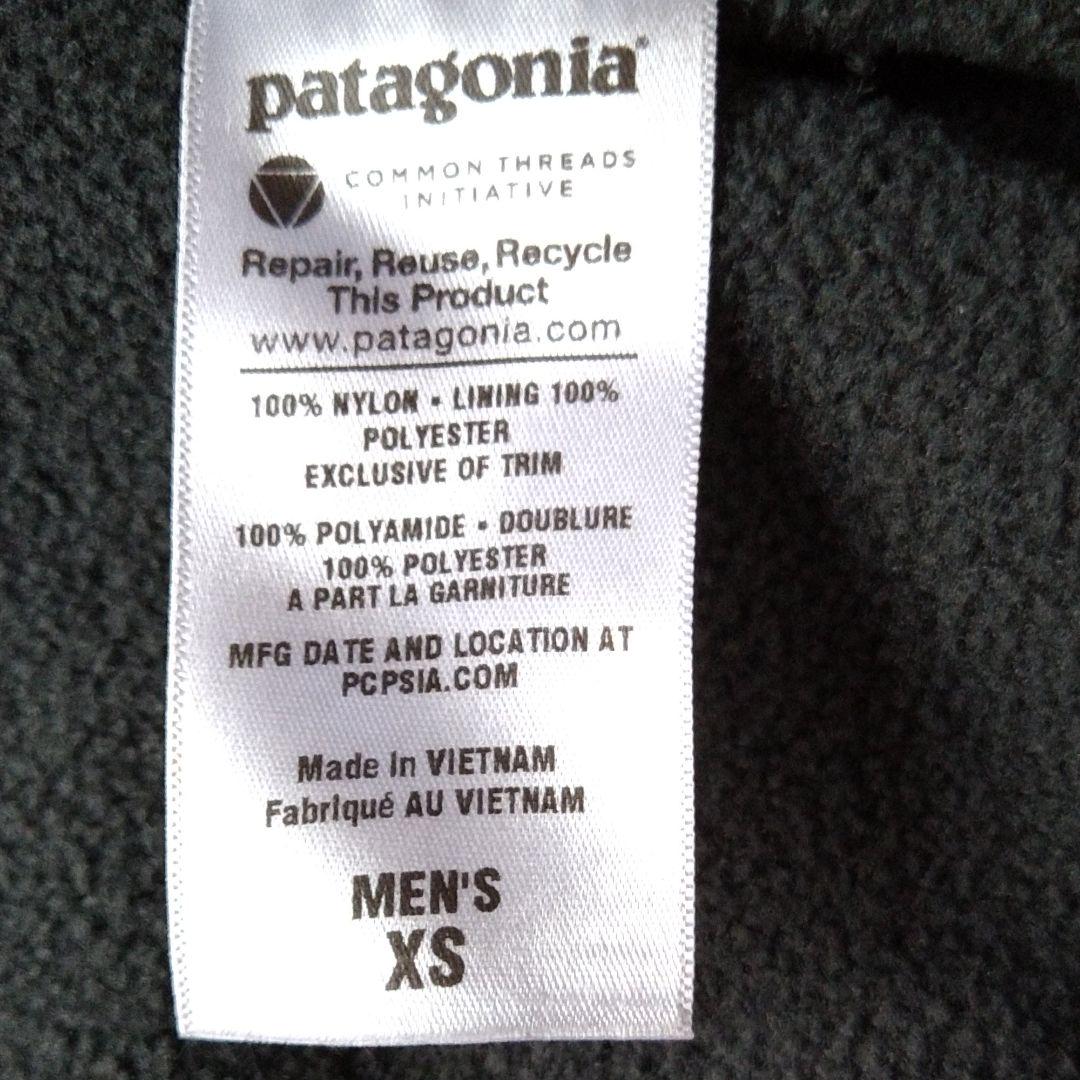 patagonia
COMMON THREADS
INITIATIVE
Repair, Reuse, Recycle
This Product
www.patagonia.com
100% NYLON • LINING 100%
POLYESTER
EXCLUSIVE OF TRIM
100% POLYAMIDE • DOUBLURE
100% POLYESTER
A PART LA GARNITURE
MFG DATE AND LOCATION AT
PCPSIA.COM
Made in VIETNAM
Fabriqué AU VIETNAM
MEN'S
XS